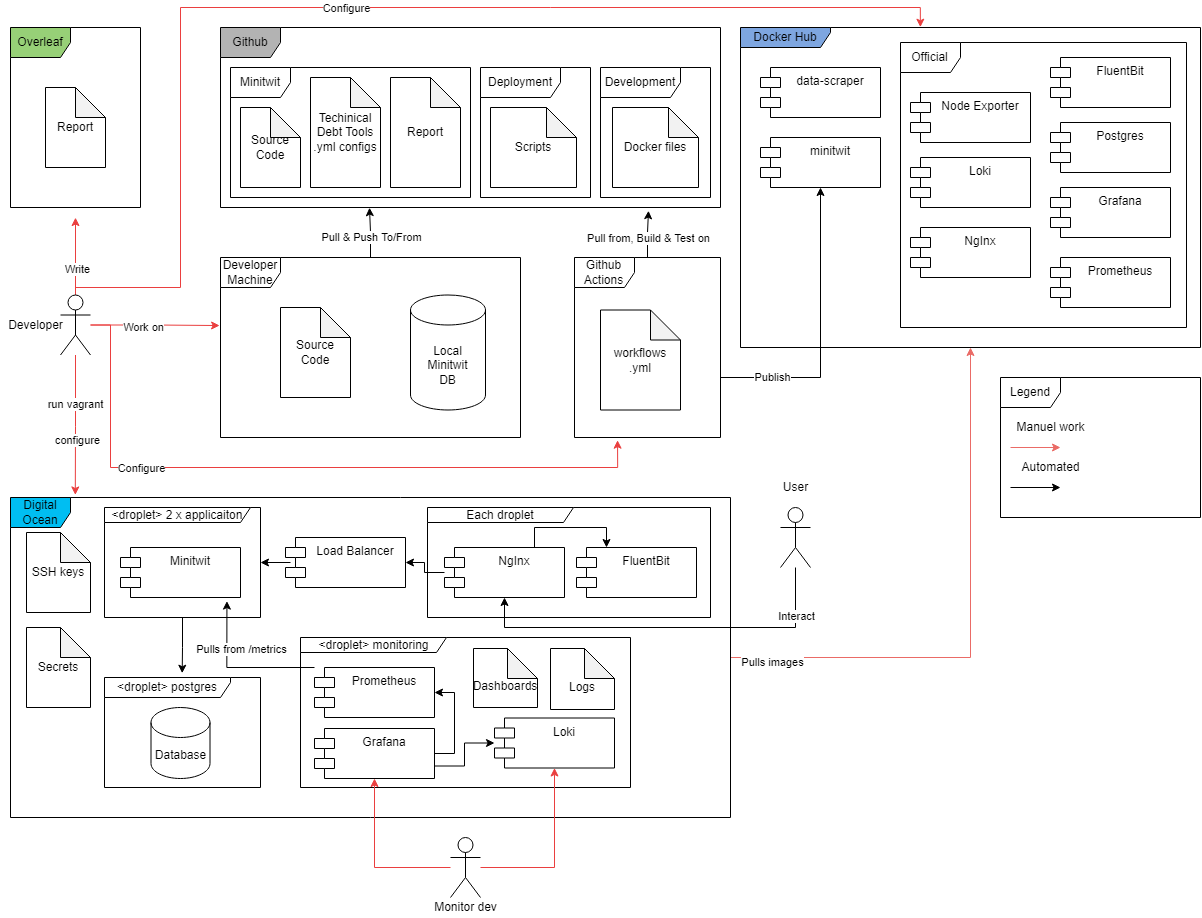 Configure
Overleaf
Report
Github
Minitwit
Source
Code
Techinical
Debt Tools
.yml configs
Report
Deployment
Scripts
Development
Docker files
Docker Hub
data-scraper
minitwit
Official
Node Exporter
Loki
NgInx
FluentBit
Postgres
Grafana
Prometheus
Pull & Push To/From
Pull from, Build & Test on
Write
Developer
Work on
Developer
Machine
Source
Code
Local
Minitwit
DB
Github
Actions
workflows
.yml
Publish
run vagrant
configure
Configure
Legend
Manuel work
Automated
Digital
Ocean
SSH keys
Secrets
<droplet> 2 x applicaiton
Minitwit
Load Balancer
Each droplet
NgInx
FluentBit
User
Interact
Pulls from /metrics
<droplet> postgres
Database
<droplet> monitoring
Prometheus
Grafana
Dashboards
Logs
Loki
Pulls images
Monitor dev